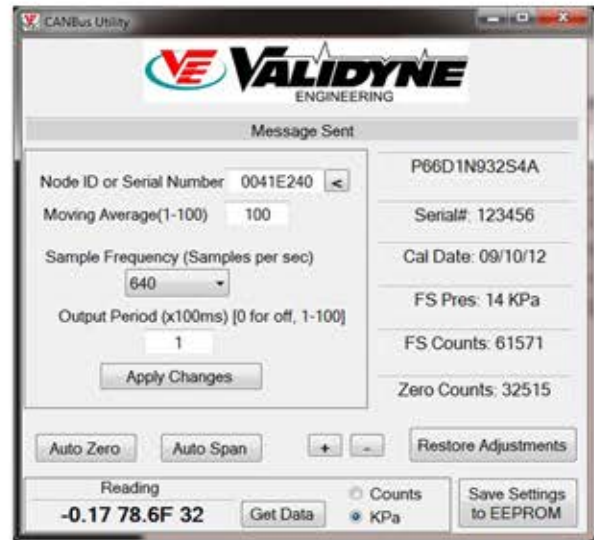 CANBus Utility
VE VALIDYNE
ENGINEERING
Message Sent
Node ID or Serial Number 0041E240 <
Moving Average(1-100) 100
Sample Frequency (Samples per sec)
640
Output Period (x100ms) [0 for off, 1-100]
1
Apply Changes
P66D1N932S4A
Serial#: 123456
Cal Date: 09/10/12
FS Pres: 14 KPa
FS Counts: 61571
Zero Counts: 32515
Auto Zero Auto Span + - Restore Adjustments
Reading
-0.17 78.6F 32 Get Data
Counts
KPa
Save Settings
to EEPROM